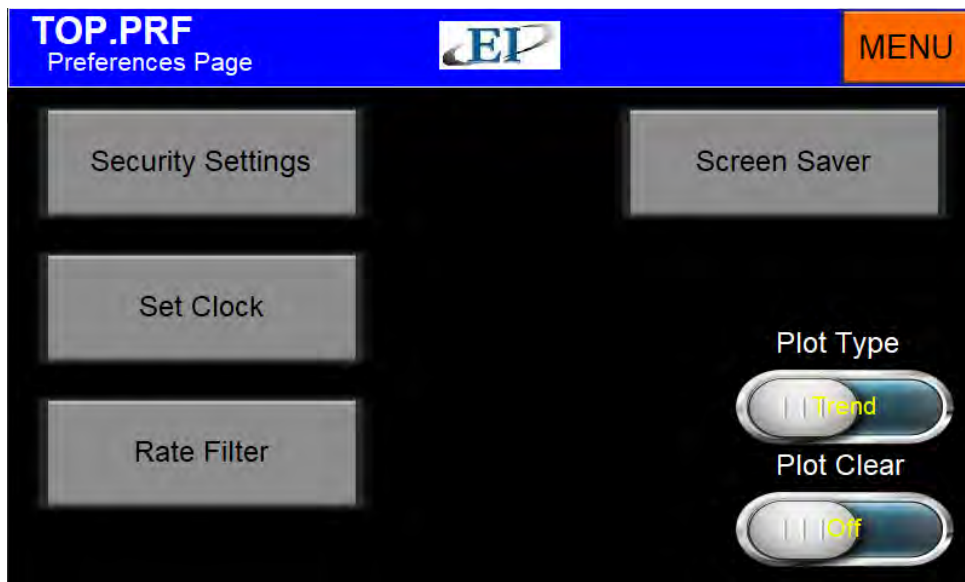 TOP.PRF
Preferences Page
EI
MENU
Security Settings
Screen Saver
Set Clock
Plot Type
Trend
Rate Filter
Plot Clear
Off